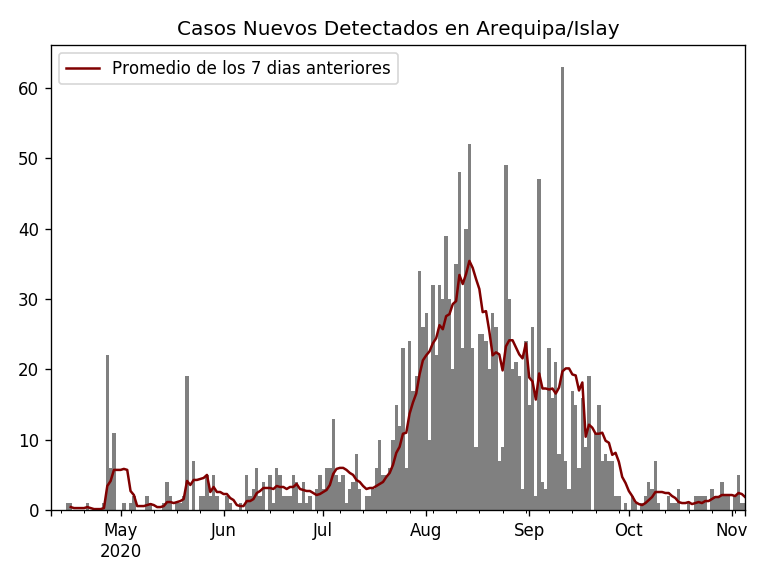 Casos Nuevos Detectados en Arequipa/Islay
Promedio de los 7 dias anteriores
60
50
40
30
20
10
0
May Jun Jul Aug Sep Oct Nov
2020